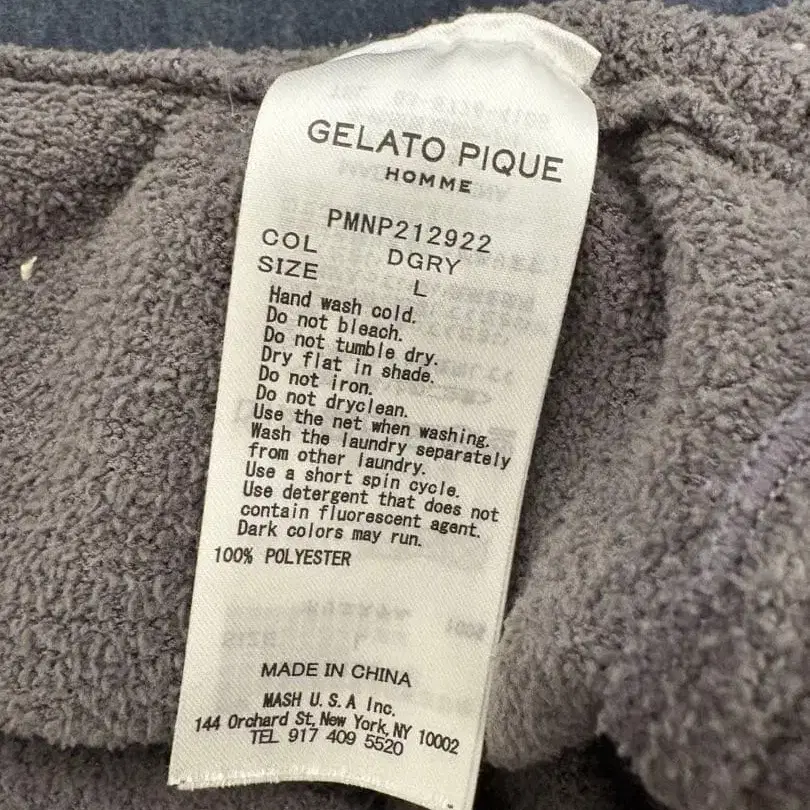 GELATO PIQUE
HOMME
PMNP212922
COL DGRY
SIZE L
Hand wash cold.
Do not bleach.
Do not tumble dry.
Dry flat in shade.
Do not iron.
Do not dryclean.
Use the net when washing.
Wash the laundry separately
from other laundry.
Use a short spin cycle.
Use detergent that does not
contain fluorescent agent.
Dark colors may run.
100% POLYESTER
MADE IN CHINA
MASH U.S.A Inc.
144 Orchard St, New York, NY 10002
TEL 917 409 5520